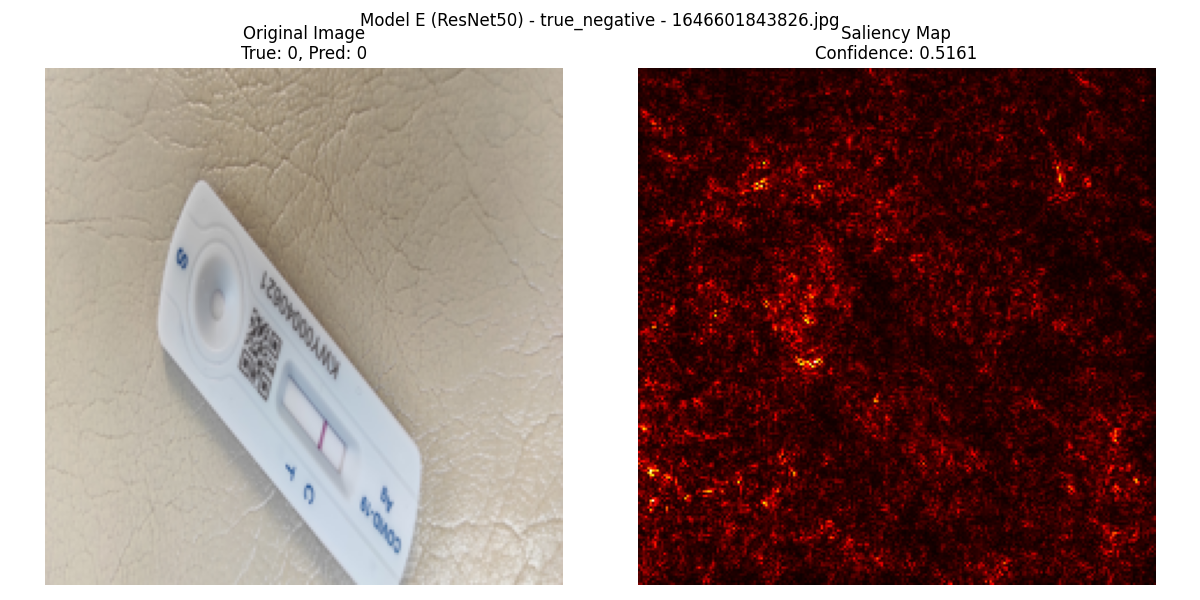 Model E (ResNet50) - true_negative - 1646601843826.jpg
Original Image
True: 0, Pred: 0
Saliency Map
Confidence: 0.5161
KWY00040621
T
C
COVID-19
Ag